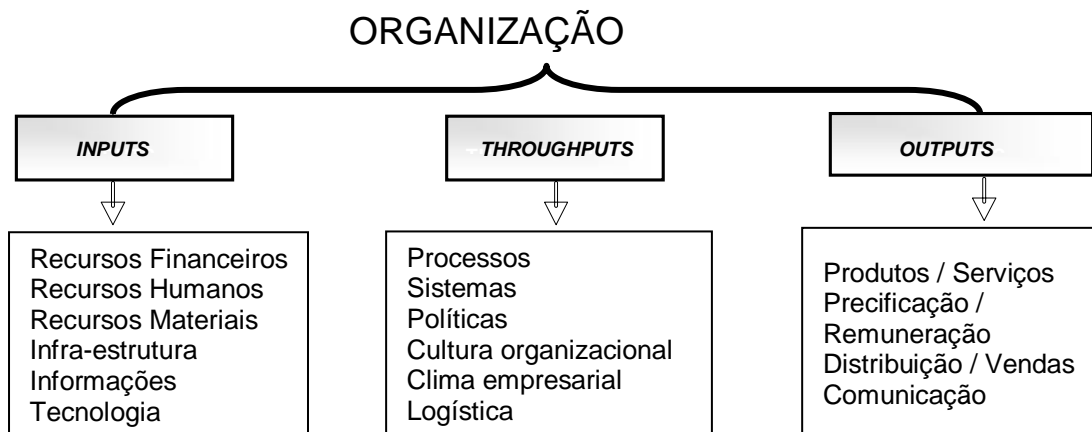 ORGANIZAÇÃO
INPUTS
THROUGHPUTS
OUTPUTS
Recursos Financeiros
Recursos Humanos
Recursos Materiais
Infra-estrutura
Informações
Tecnologia
Processos
Sistemas
Políticas
Cultura organizacional
Clima empresarial
Logística
Produtos / Serviços
Precificação /
Remuneração
Distribuição / Vendas
Comunicação